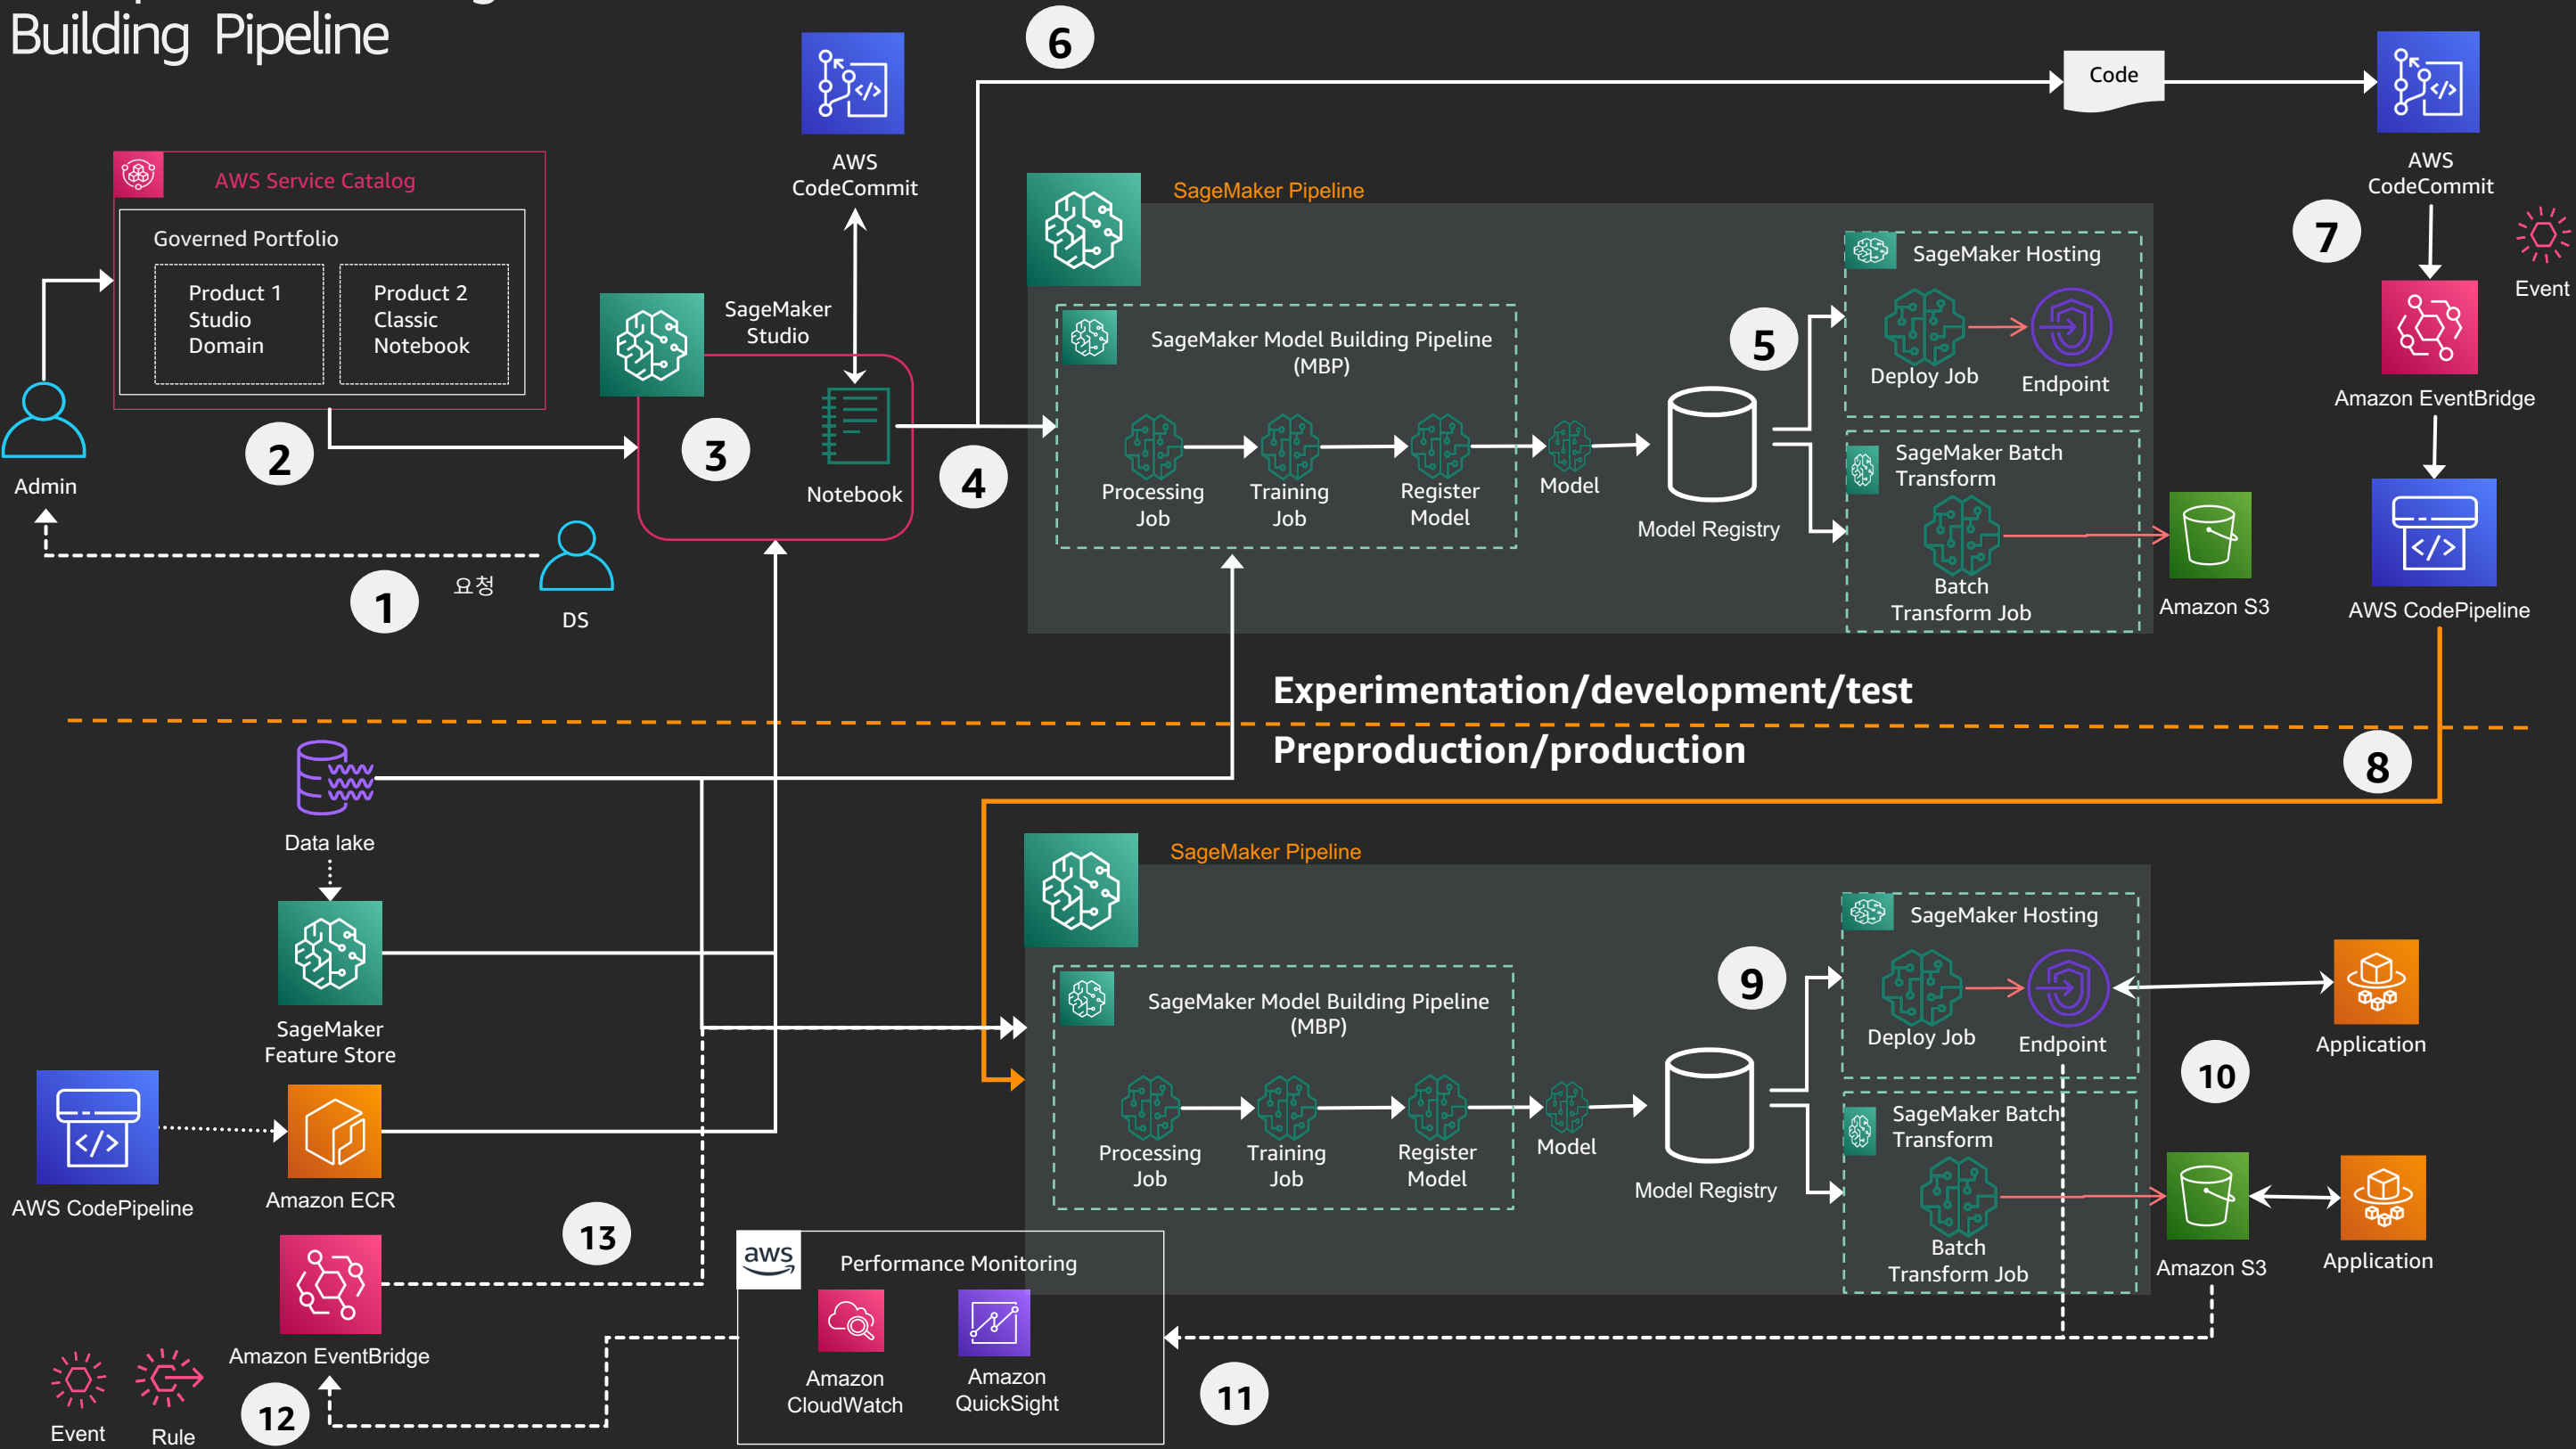 Building Pipeline
6
Code
AWS
CodeCommit
AWS
CodeCommit
AWS Service Catalog
Governed Portfolio
Product 1
Studio
Domain
Product 2
Classic
Notebook
Admin
2
1
요청
DS
SageMaker
Studio
3
Notebook
4
SageMaker Pipeline
SageMaker Model Building Pipeline
(MBP)
Processing
Job
Training
Job
Register
Model
Model
Model Registry
5
SageMaker Hosting
Deploy Job
Endpoint
SageMaker Batch
Transform
Batch
Transform Job
Amazon S3
7
Event
Amazon EventBridge
AWS CodePipeline
Experimentation/development/test
Preproduction/production
8
Data lake
SageMaker
Feature Store
AWS CodePipeline
Amazon ECR
13
Amazon EventBridge
Event
Rule
12
SageMaker Pipeline
SageMaker Model Building Pipeline
(MBP)
Processing
Job
Training
Job
Register
Model
Model
Model Registry
9
SageMaker Hosting
Deploy Job
Endpoint
SageMaker Batch
Transform
Batch
Transform Job
10
Application
Amazon S3
Application
aws
Performance Monitoring
Amazon
CloudWatch
Amazon
QuickSight
11